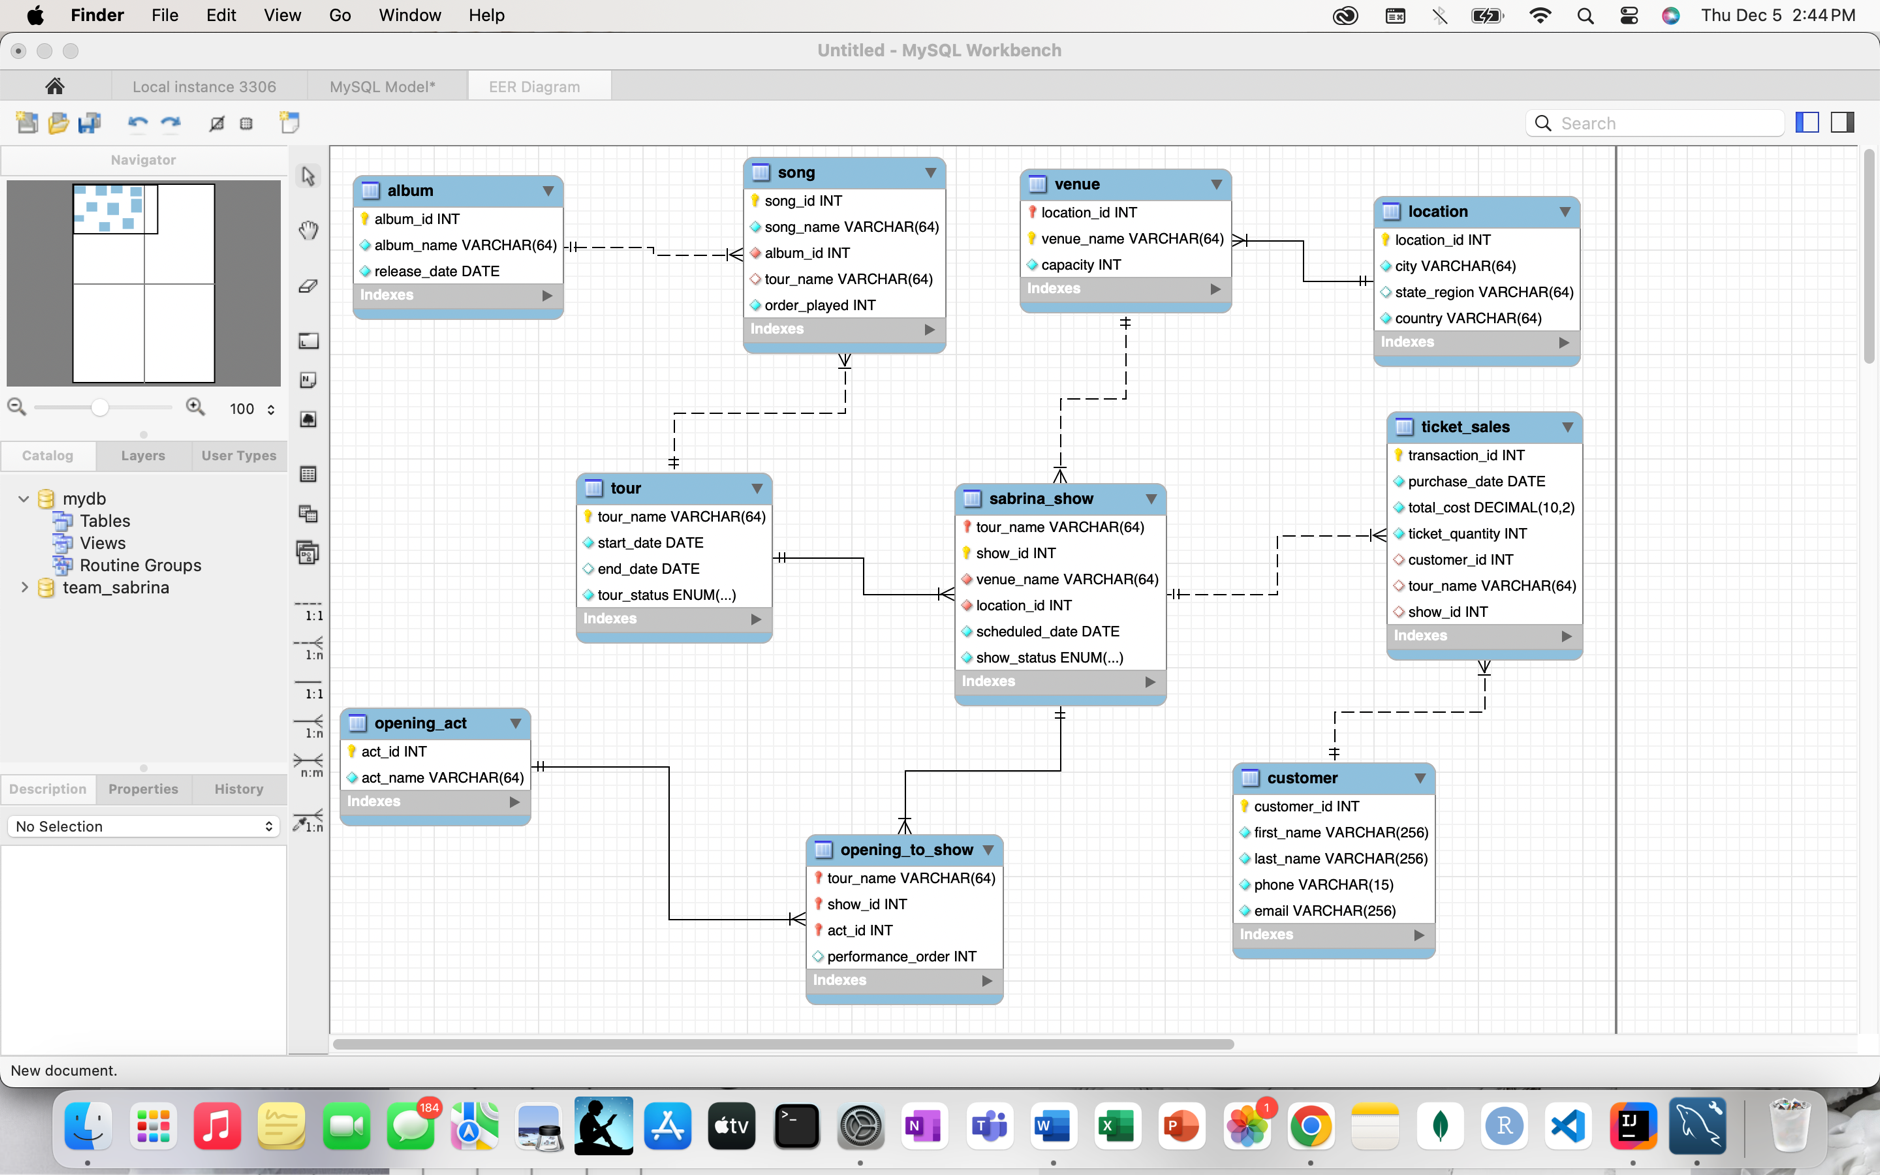 Finder File Edit View Go Window Help Thu Dec 5 2:44 PM
Untitled - MySQL Workbench
Local instance 3306 MySQL Model* EER Diagram
Search
Navigator
100
Catalog Layers User Types
mydb
Tables
Views
Routine Groups
team_sabrina
Description Properties History
No Selection
1:1
1:n
1:1
1:n
n:m
1:n
album
album_id INT
album_name VARCHAR(64)
release_date DATE
Indexes
song
song_id INT
song_name VARCHAR(64)
album_id INT
tour_name VARCHAR(64)
order_played INT
Indexes
venue
location_id INT
venue_name VARCHAR(64)
capacity INT
Indexes
location
location_id INT
city VARCHAR(64)
state_region VARCHAR(64)
country VARCHAR(64)
Indexes
tour
tour_name VARCHAR(64)
start_date DATE
end_date DATE
tour_status ENUM(...)
Indexes
sabrina_show
tour_name VARCHAR(64)
show_id INT
venue_name VARCHAR(64)
location_id INT
scheduled_date DATE
show_status ENUM(...)
Indexes
ticket_sales
transaction_id INT
purchase_date DATE
total_cost DECIMAL(10,2)
ticket_quantity INT
customer_id INT
tour_name VARCHAR(64)
show_id INT
Indexes
opening_act
act_id INT
act_name VARCHAR(64)
Indexes
opening_to_show
tour_name VARCHAR(64)
show_id INT
act_id INT
performance_order INT
Indexes
customer
customer_id INT
first_name VARCHAR(256)
last_name VARCHAR(256)
phone VARCHAR(15)
email VARCHAR(256)
Indexes
New document.
184
tv
>_
N
T
W
X
P
1
R
IJ